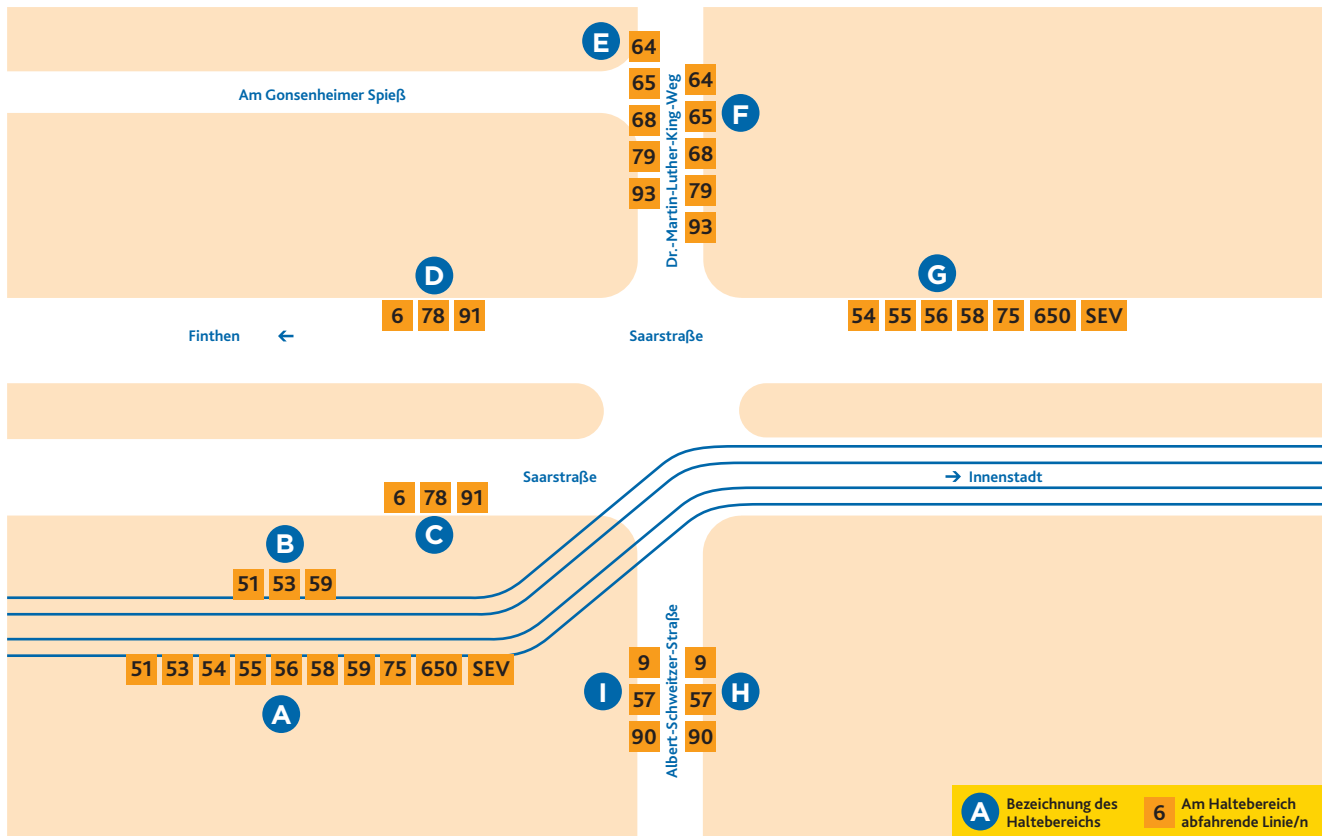 E
64
65
68
79
93
64
65
68
79
93
F
Dr.-Martin-Luther-King-Weg
Am Gonsenheimer Spieß
D
6 78 91
G
54 55 56 58 75 650 SEV
Finthen ←
Saarstraße
Saarstraße
→ Innenstadt
6 78 91
C
B
51 53 59
51 53 54 55 56 58 59 75 650 SEV
A
I
9
57
90
Albert-Schweitzer-Straße
9
57
90
H
A
Bezeichnung des
Haltebereichs
6
Am Haltebereich
abfahrende Linie/n